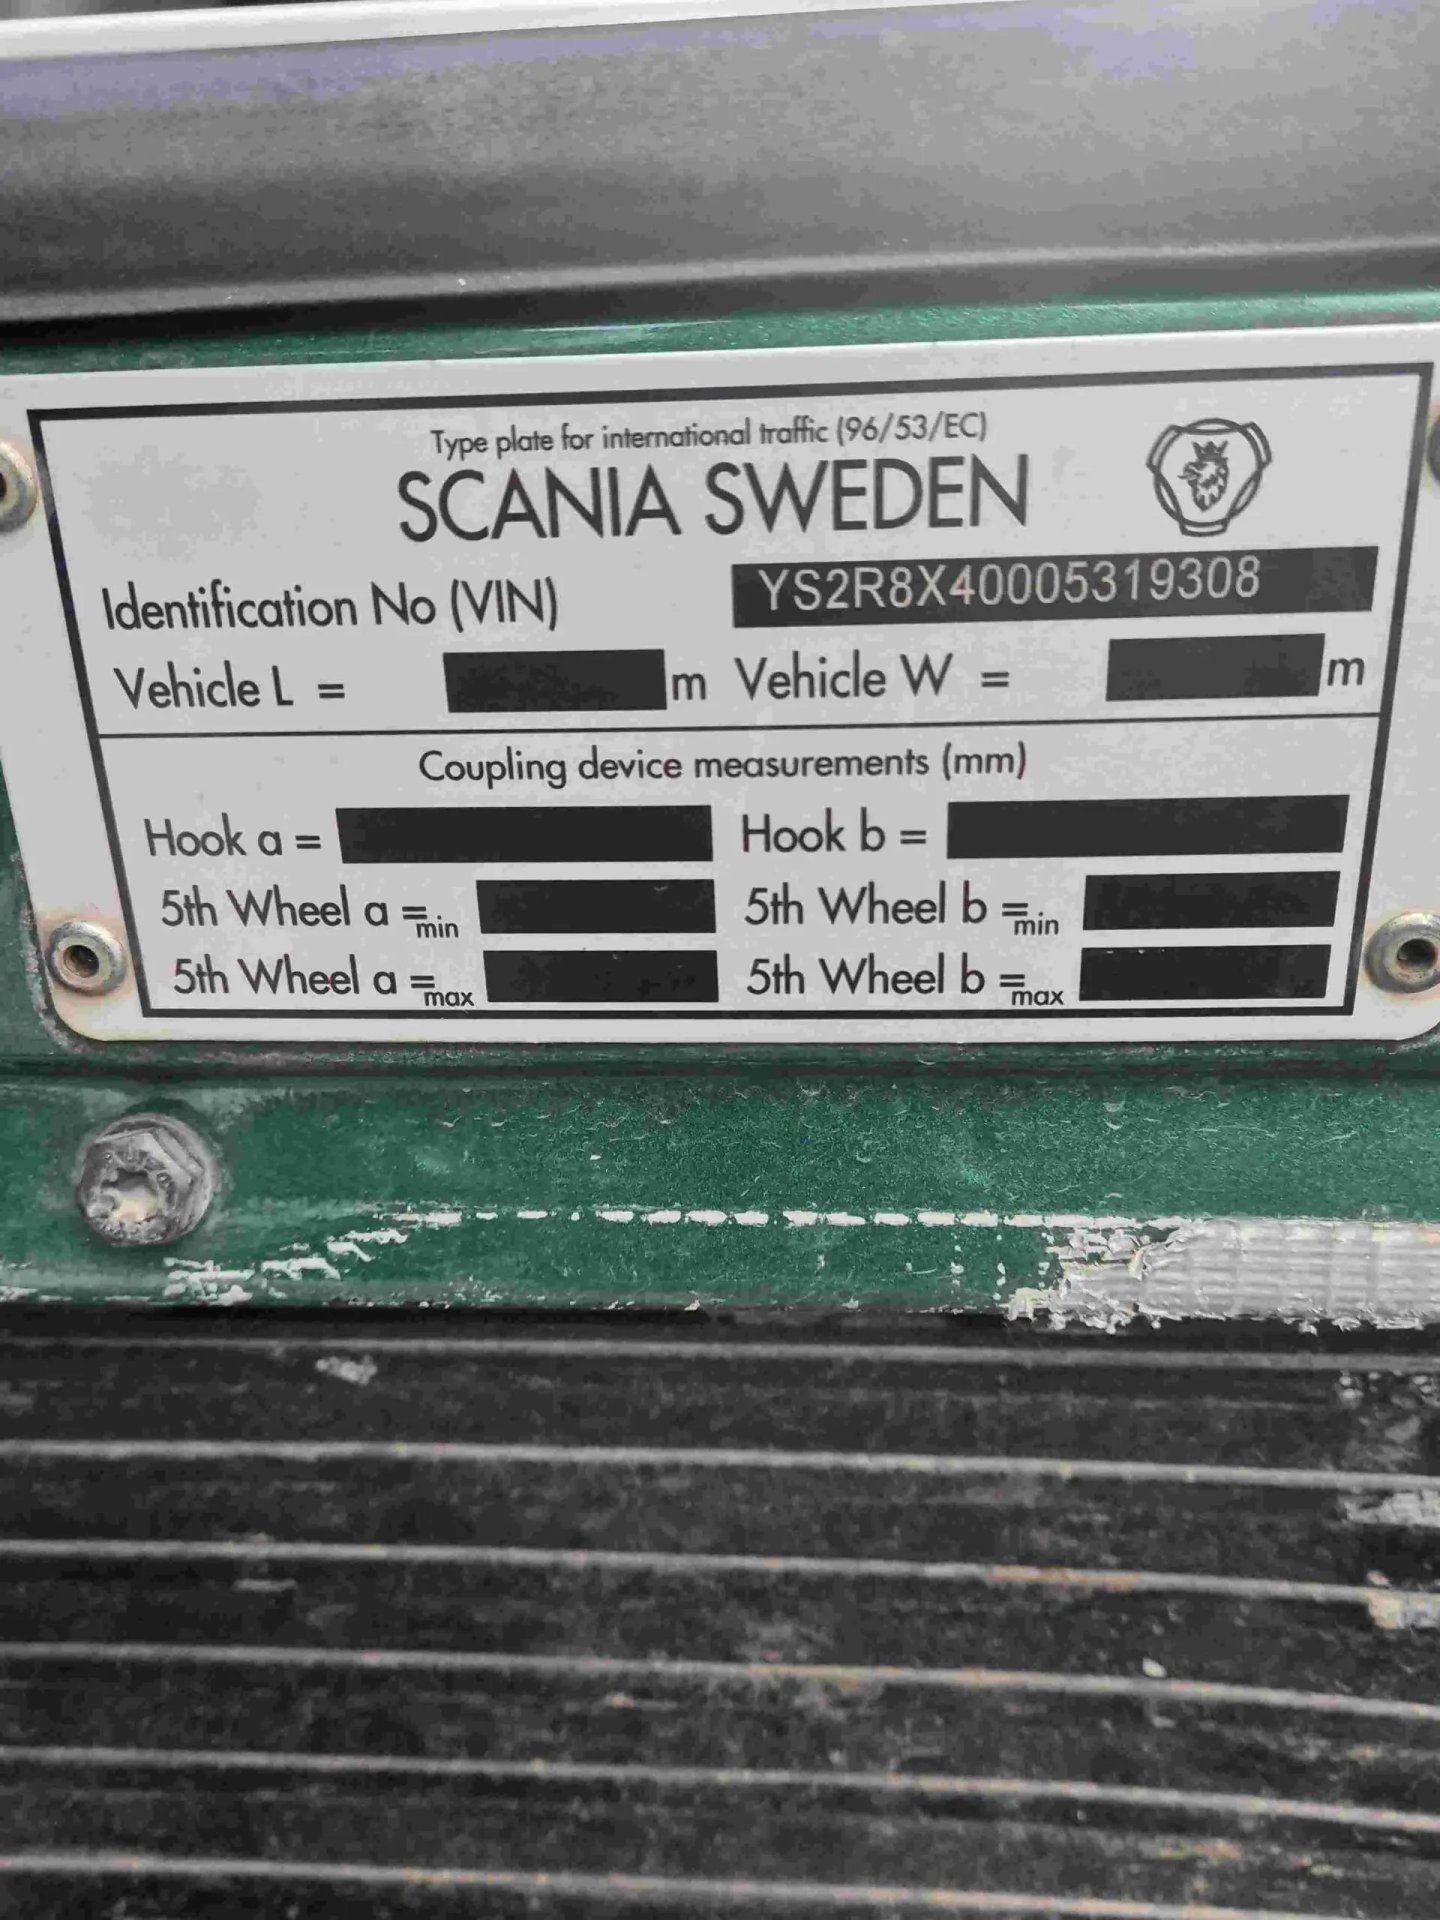 Type plate for international traffic (96/53/EC)
SCANIA SWEDEN
Identification No (VIN) YS2R8X40005319308
Vehicle L = m Vehicle W = m
Coupling device measurements (mm)
Hook a = Hook b =
5th Wheel a =min 5th Wheel b =min
5th Wheel a =max 5th Wheel b =max